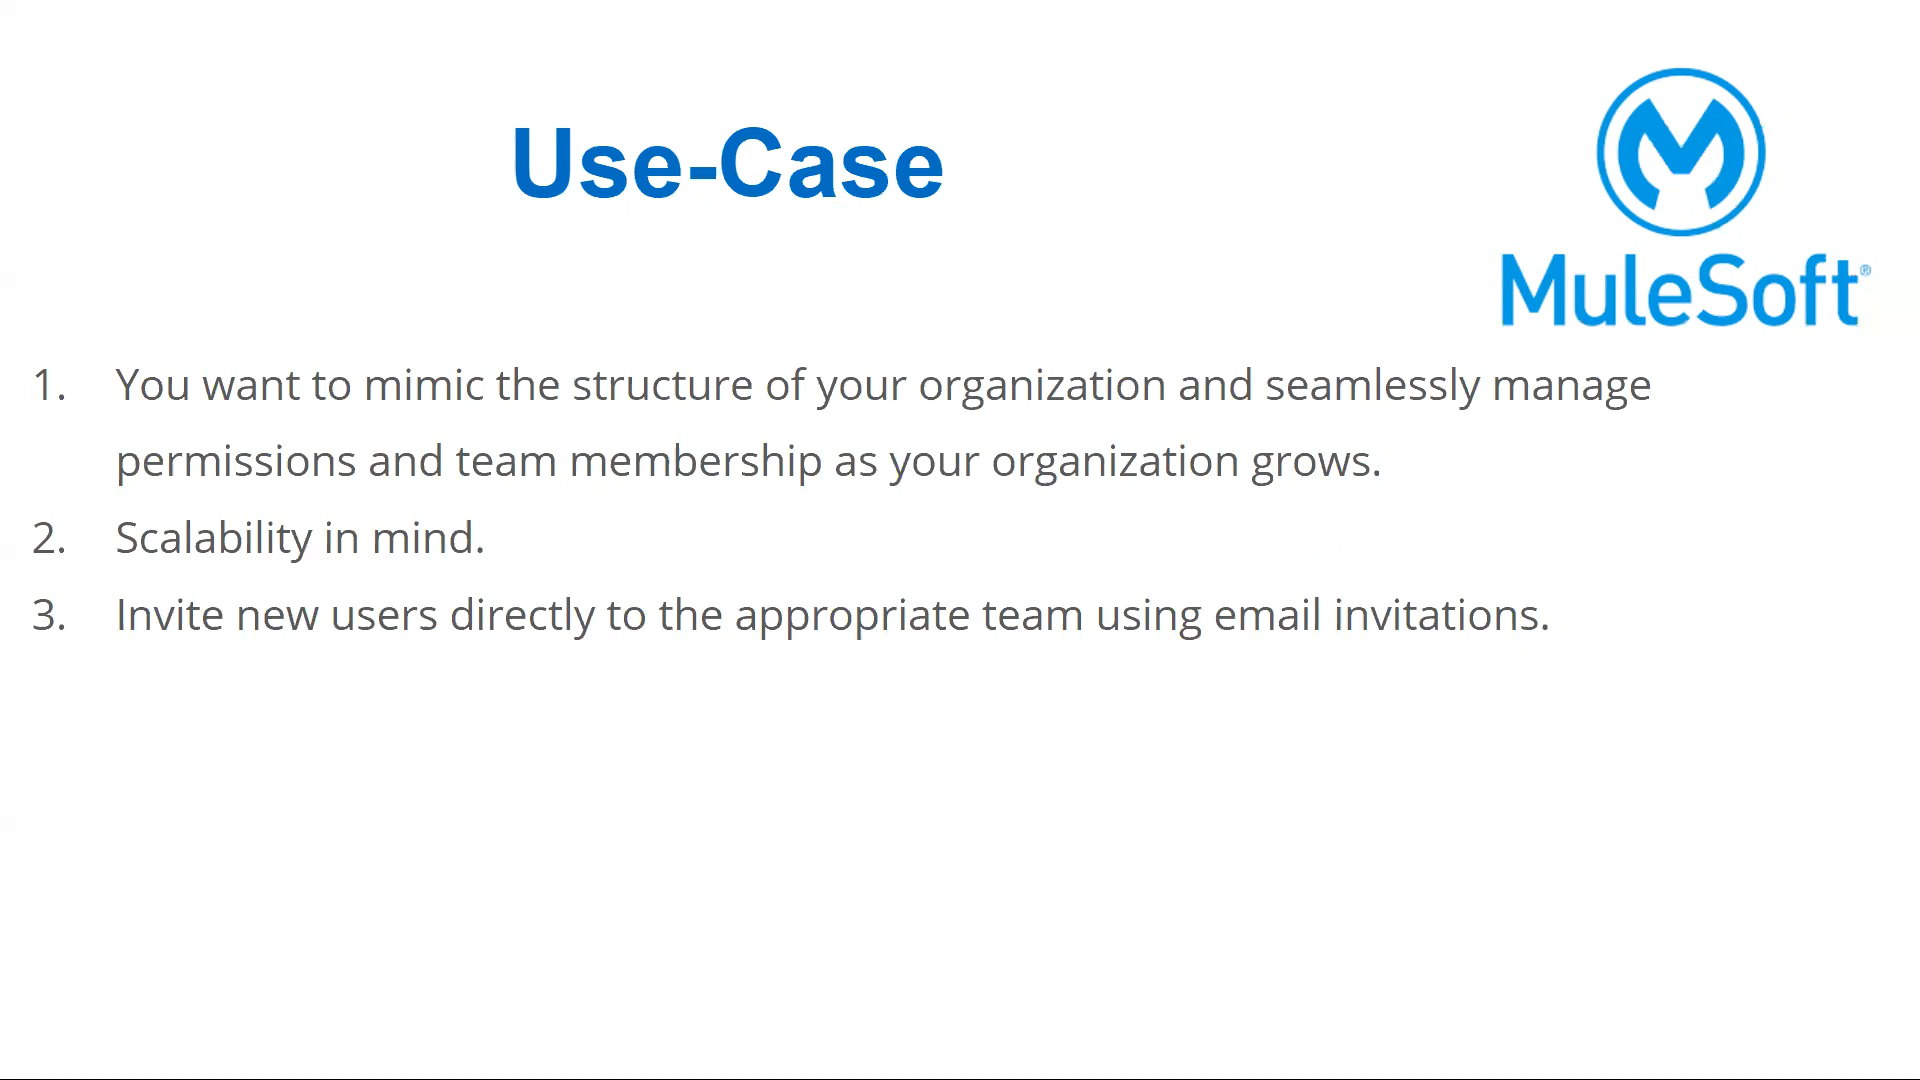 Use-Case
MuleSoft®
1. You want to mimic the structure of your organization and seamlessly manage
permissions and team membership as your organization grows.
2. Scalability in mind.
3. Invite new users directly to the appropriate team using email invitations.